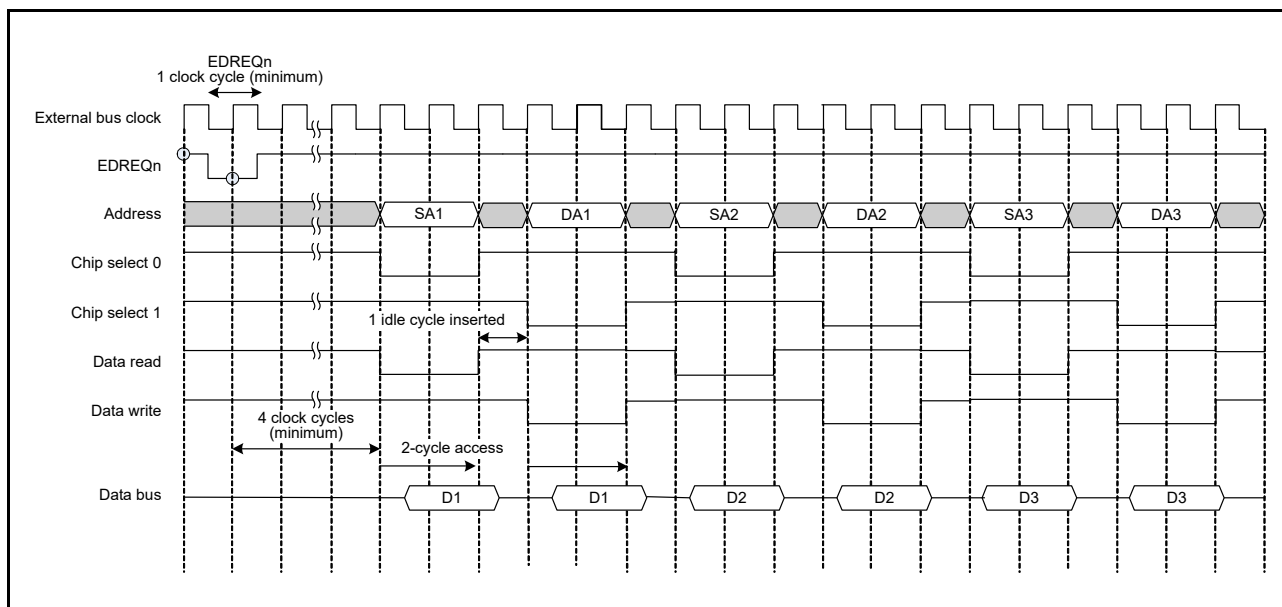 EDREQn
1 clock cycle (minimum)
External bus clock
EDREQn
Address
SA1
DA1
SA2
DA2
SA3
DA3
Chip select 0
Chip select 1
1 idle cycle inserted
Data read
Data write
4 clock cycles
(minimum)
2-cycle access
Data bus
D1
D1
D2
D2
D3
D3